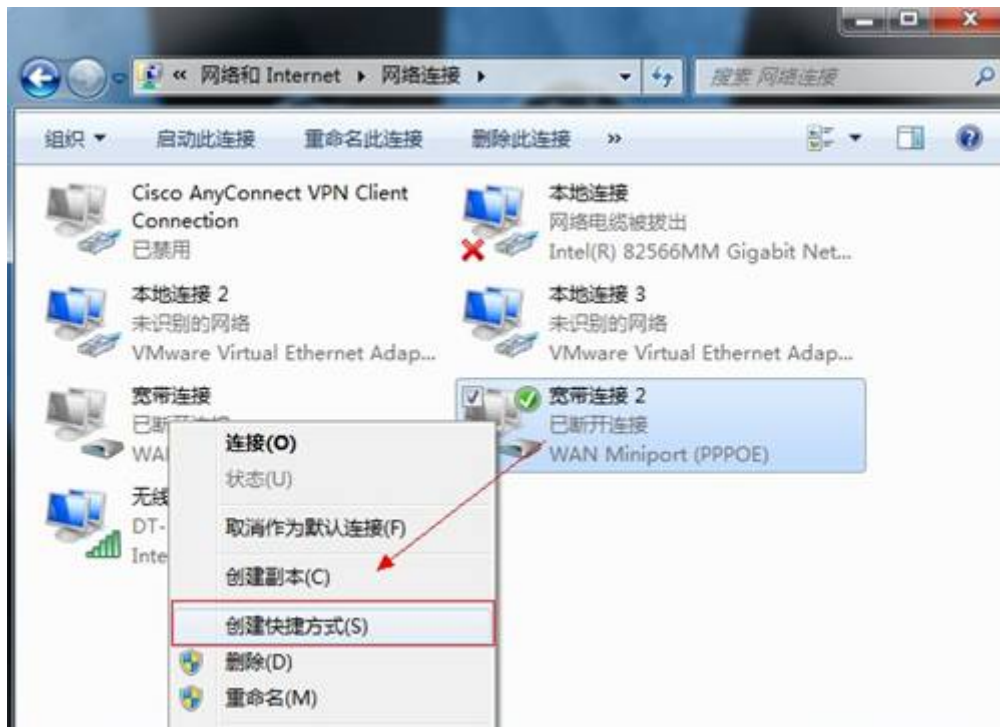 « 网络和 Internet ▸ 网络连接 ▸
搜索 网络连接
组织 启动此连接 重命名此连接 删除此连接 »
Cisco AnyConnect VPN Client
Connection
已禁用
本地连接
网络电缆被拔出
Intel(R) 82566MM Gigabit Net...
本地连接 2
未识别的网络
VMware Virtual Ethernet Adap...
本地连接 3
未识别的网络
VMware Virtual Ethernet Adap...
宽带连接
宽带连接 2
已断开连接
WAN Miniport (PPPOE)
无线
DT-
Inte
连接(O)
状态(U)
取消作为默认连接(F)
创建副本(C)
创建快捷方式(S)
删除(D)
重命名(M)